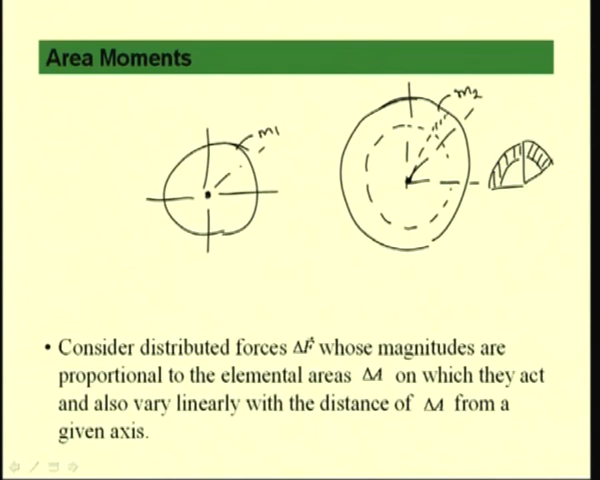 Area Moments
m1
m2
• Consider distributed forces ΔF⃗ whose magnitudes are
proportional to the elemental areas ΔA on which they act
and also vary linearly with the distance of ΔA from a
given axis.